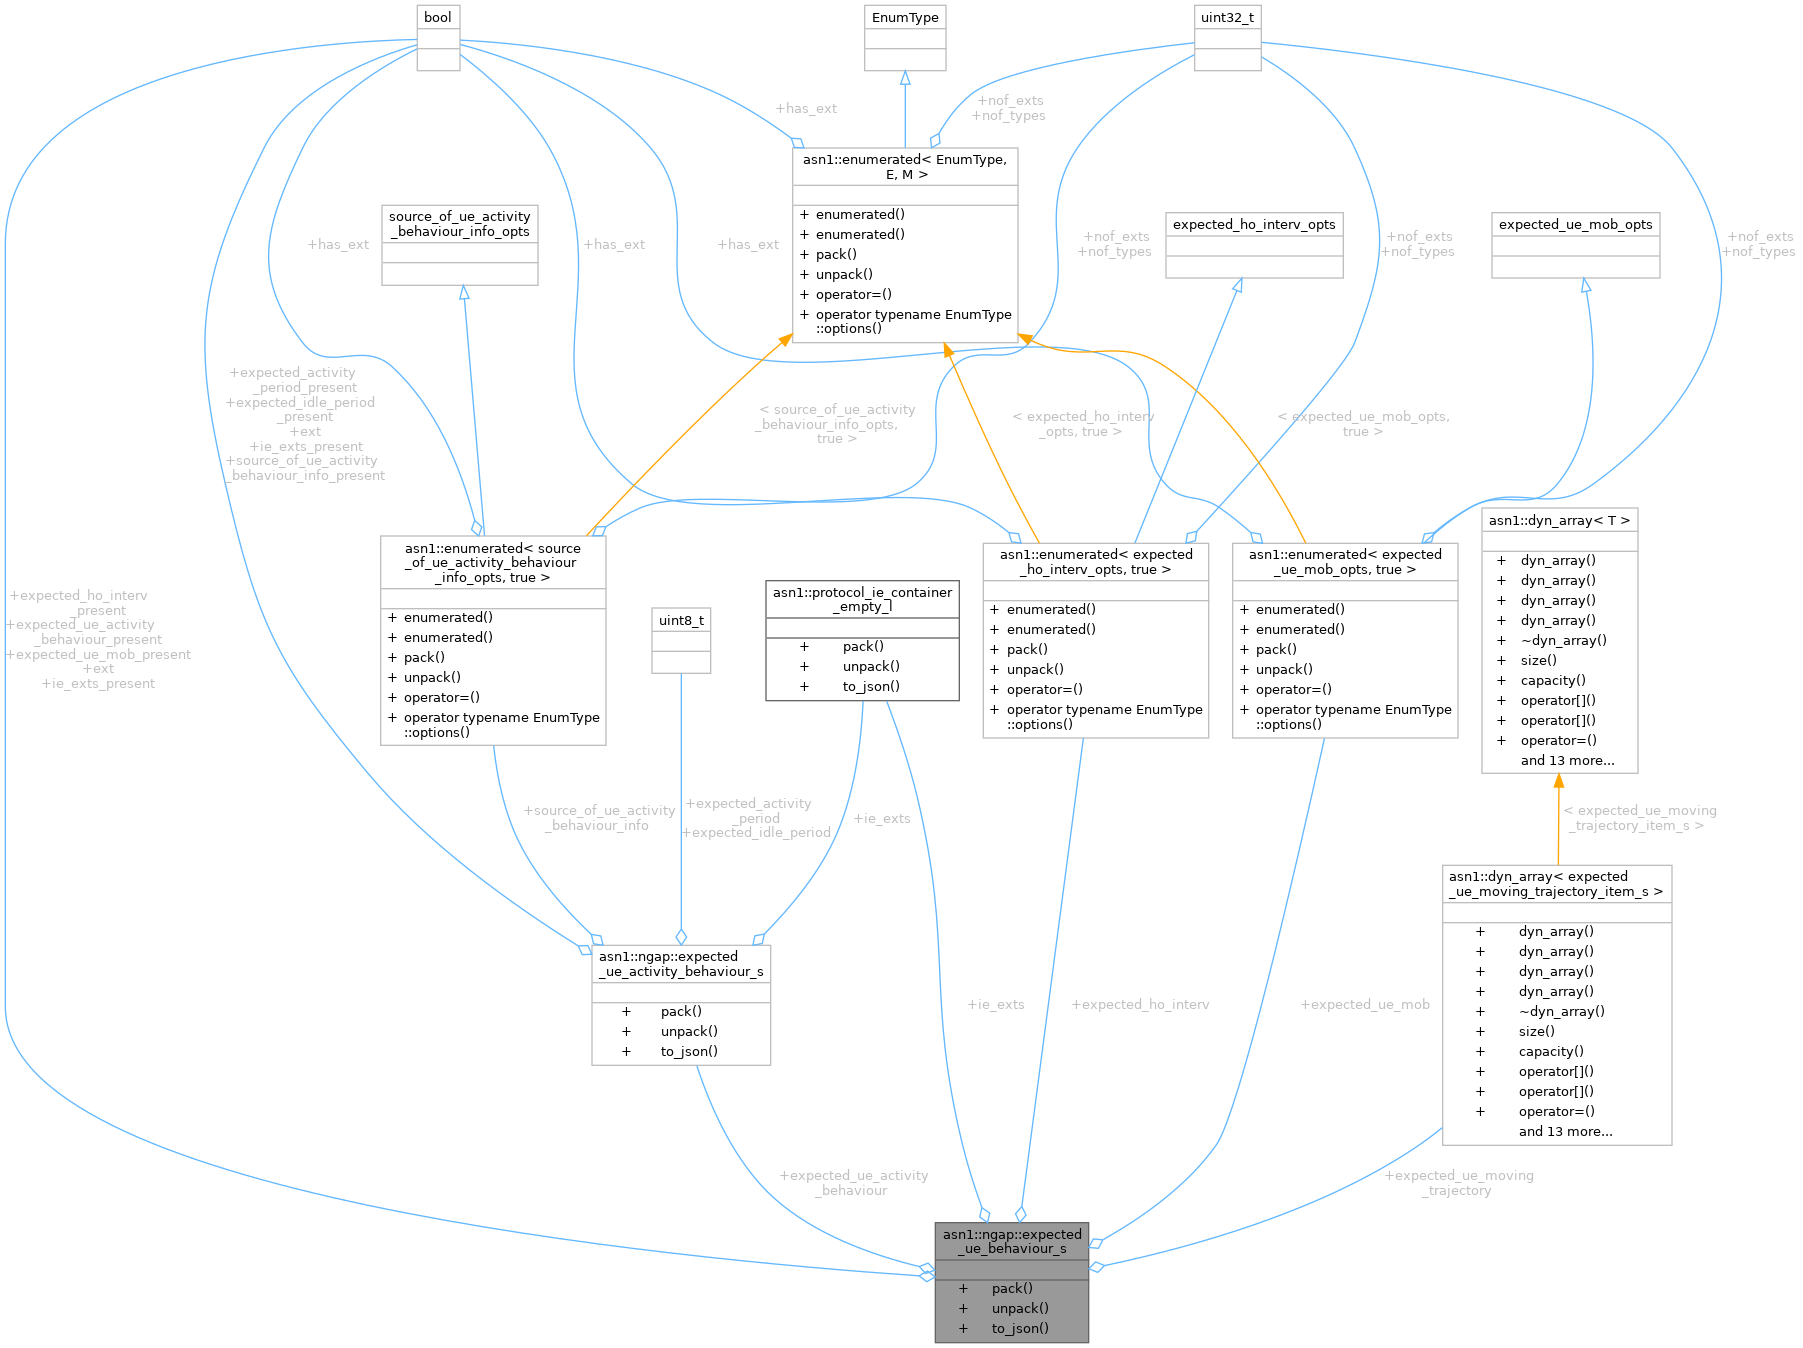 bool
EnumType
uint32_t
+has_ext
+nof_exts
+nof_types
asn1::enumerated< EnumType,
E, M >
+ enumerated()
+ enumerated()
+ pack()
+ unpack()
+ operator=()
+ operator typename EnumType
::options()
source_of_ue_activity
_behaviour_info_opts
expected_ho_interv_opts
expected_ue_mob_opts
+has_ext
+has_ext
+has_ext
+nof_exts
+nof_types
+nof_exts
+nof_types
+nof_exts
+nof_types
+expected_activity
_period_present
+expected_idle_period
_present
+ext
+ie_exts_present
+source_of_ue_activity
_behaviour_info_present
< source_of_ue_activity
_behaviour_info_opts,
true >
< expected_ho_interv
_opts, true >
< expected_ue_mob_opts,
true >
asn1::dyn_array< T >
+ dyn_array()
+ dyn_array()
+ dyn_array()
+ dyn_array()
+ ~dyn_array()
+ size()
+ capacity()
+ operator[]()
+ operator[]()
+ operator=()
and 13 more...
asn1::enumerated< source
_of_ue_activity_behaviour
_info_opts, true >
+ enumerated()
+ enumerated()
+ pack()
+ unpack()
+ operator=()
+ operator typename EnumType
::options()
uint8_t
asn1::protocol_ie_container
_empty_l
+ pack()
+ unpack()
+ to_json()
asn1::enumerated< expected
_ho_interv_opts, true >
+ enumerated()
+ enumerated()
+ pack()
+ unpack()
+ operator=()
+ operator typename EnumType
::options()
asn1::enumerated< expected
_ue_mob_opts, true >
+ enumerated()
+ enumerated()
+ pack()
+ unpack()
+ operator=()
+ operator typename EnumType
::options()
+expected_ho_interv
_present
+expected_ue_activity
_behaviour_present
+expected_ue_mob_present
+ext
+ie_exts_present
+source_of_ue_activity
_behaviour_info
+expected_activity
_period
+expected_idle_period
+ie_exts
< expected_ue_moving
_trajectory_item_s >
asn1::dyn_array< expected
_ue_moving_trajectory_item_s >
+ dyn_array()
+ dyn_array()
+ dyn_array()
+ dyn_array()
+ ~dyn_array()
+ size()
+ capacity()
+ operator[]()
+ operator[]()
+ operator=()
and 13 more...
asn1::ngap::expected
_ue_activity_behaviour_s
+ pack()
+ unpack()
+ to_json()
+ie_exts
+expected_ho_interv
+expected_ue_mob
+expected_ue_activity
_behaviour
+expected_ue_moving
_trajectory
asn1::ngap::expected
_ue_behaviour_s
+ pack()
+ unpack()
+ to_json()